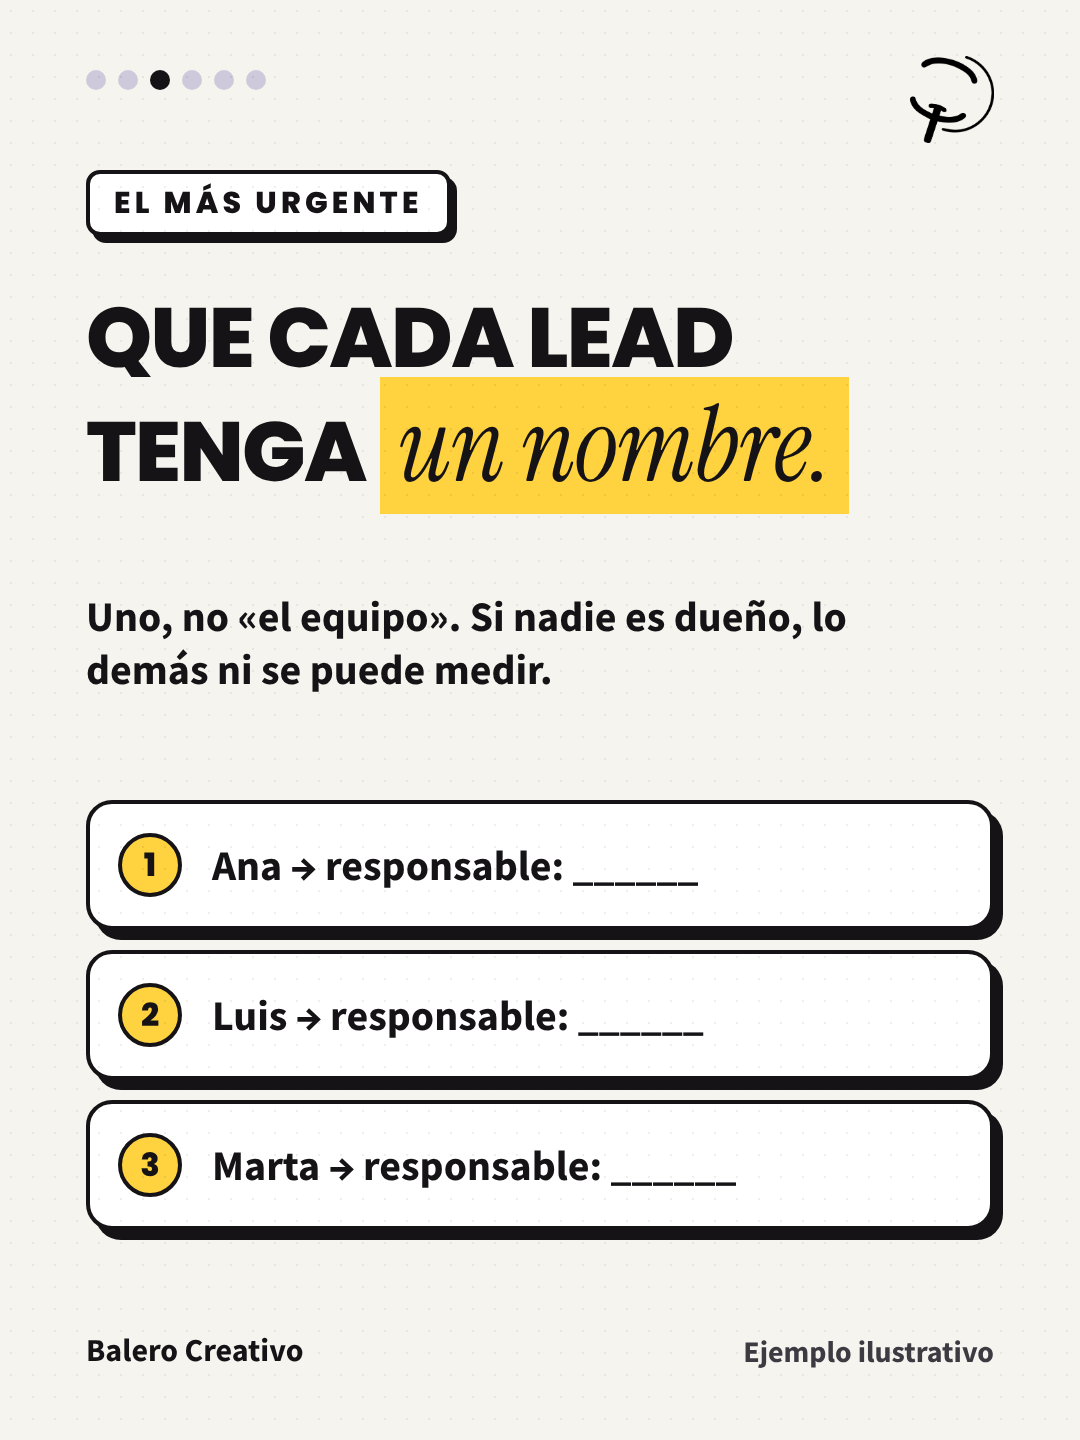 EL MÁS URGENTE
QUE CADA LEAD
TENGA un nombre.
Uno, no «el equipo». Si nadie es dueño, lo
demás ni se puede medir.
1 Ana → responsable: ______
2 Luis → responsable: ______
3 Marta → responsable: ______
Balero Creativo
Ejemplo ilustrativo